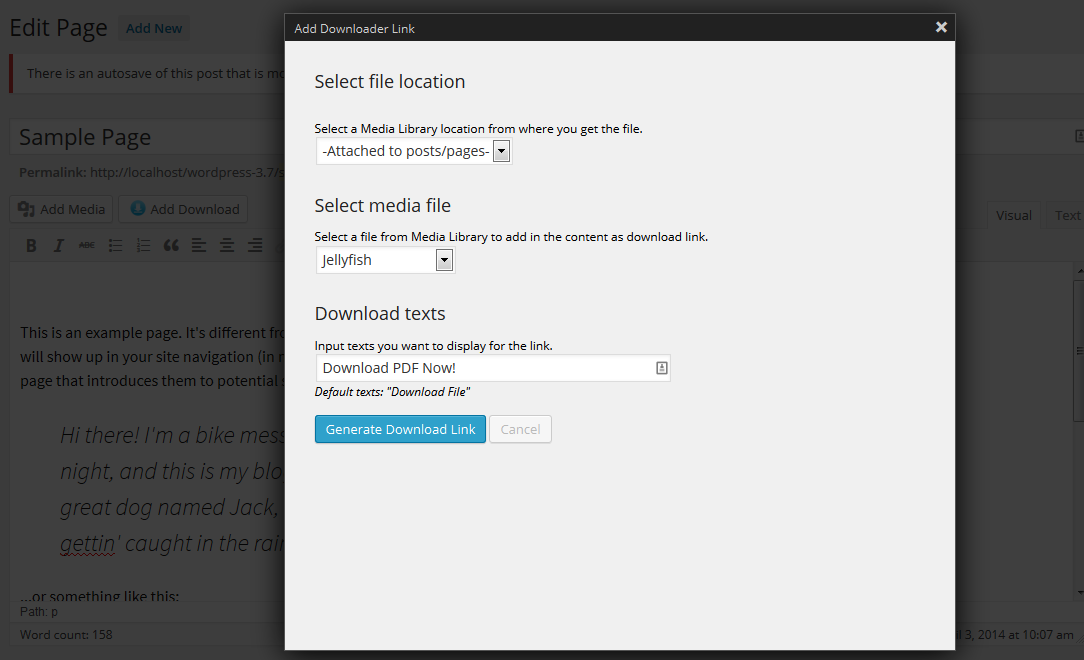 Edit Page Add New
There is an autosave of this post that is mo
Sample Page
Permalink: http://localhost/wordpress-3.7/s
Add Media Add Download
Visual Text
B I ABC
This is an example page. It's different fro
will show up in your site navigation (in
page that introduces them to potential
Hi there! I'm a bike mess
night, and this is my blog
great dog named Jack,
gettin' caught in the rain
...or something like this:
Path: p
Word count: 158
3, 2014 at 10:07 am
Add Downloader Link
Select file location
Select a Media Library location from where you get the file.
-Attached to posts/pages-
Select media file
Select a file from Media Library to add in the content as download link.
Jellyfish
Download texts
Input texts you want to display for the link.
Download PDF Now!
Default texts: "Download File"
Generate Download Link Cancel